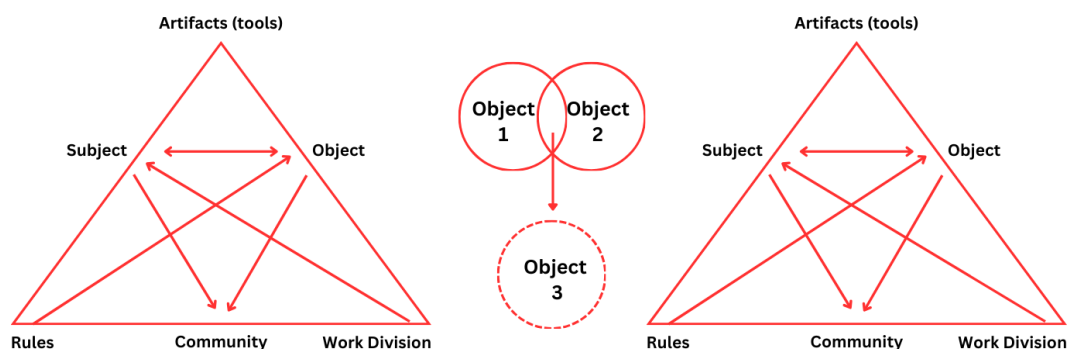 Artifacts (tools)
Subject
Object
Rules
Community
Work Division
Object
1
Object
2
Object
3
Artifacts (tools)
Subject
Object
Rules
Community
Work Division